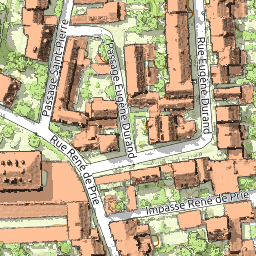 Passage Saint-Pierre
Passage Eugène Durand
Rue Eugène Durand
Rue René de Prie
Impasse René de Prie